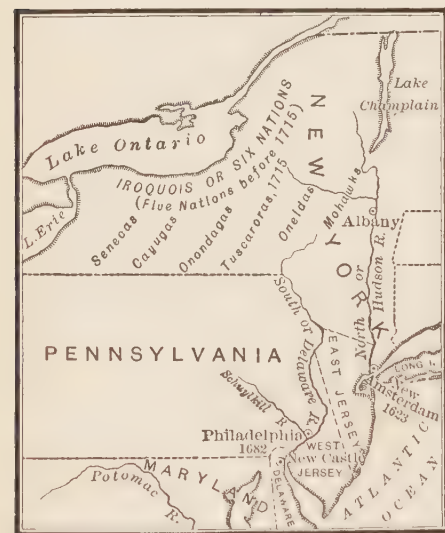 Lake Ontario
L. Erie
IROQUOIS OR SIX NATIONS
(Five Nations before 1715)
Senecas
Cayugas
Onondagas
Tuscaroras, 1715
Oneidas
Mohawks
NEW YORK
Lake
Champlain
Albany
North or Hudson R.
South or Delaware R.
PENNSYLVANIA
Schuylkill R.
Philadelphia
1682
EAST JERSEY
WEST
JERSEY
New Castle
LONG I.
New
Amsterdam
1623
MARYLAND
DELAWARE
Potomac
R.
ATLANTIC
OCEAN